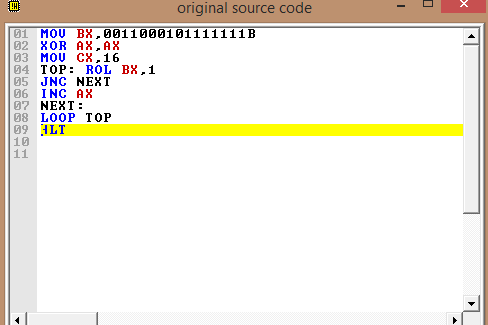 original source code
01 MOV BX,0011000101111111B
02 XOR AX,AX
03 MOV CX,16
04 TOP: ROL BX,1
05 JNC NEXT
06 INC AX
07 NEXT:
08 LOOP TOP
09 HLT
10
11